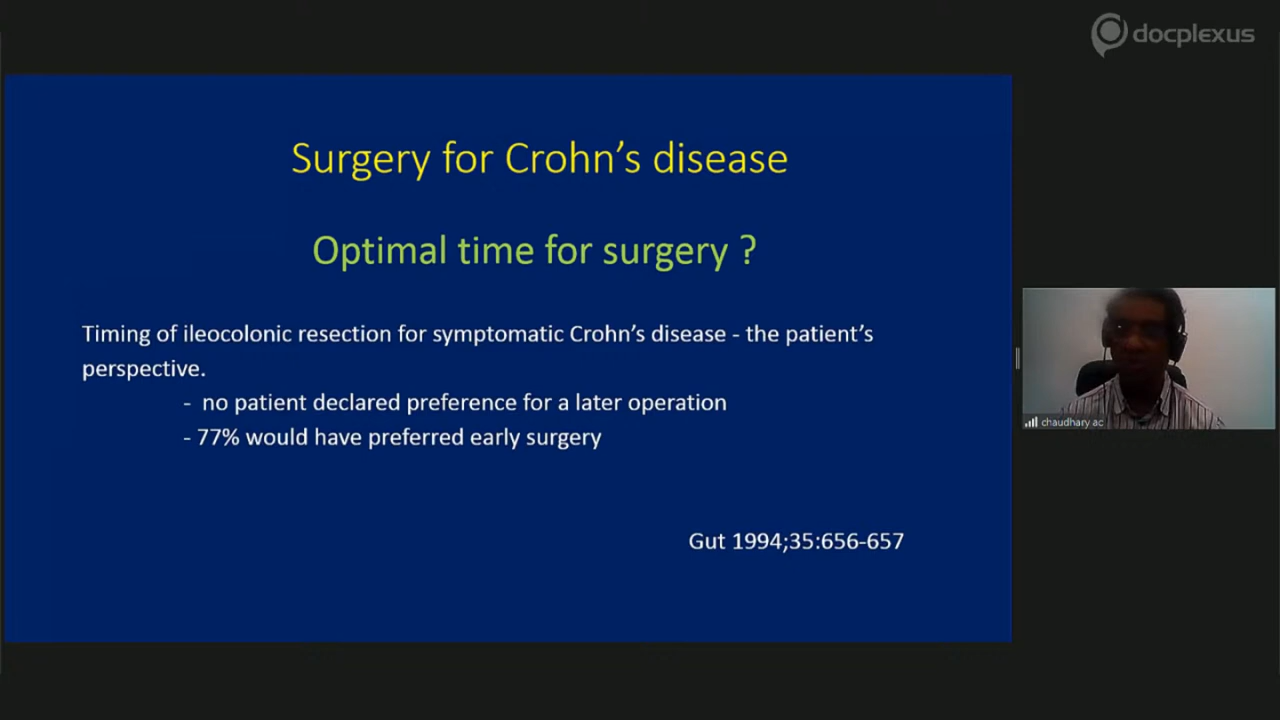 docplexus
Surgery for Crohn's disease
Optimal time for surgery ?
Timing of ileocolonic resection for symptomatic Crohn's disease - the patient's
perspective.
- no patient declared preference for a later operation
- 77% would have preferred early surgery
Gut 1994;35:656-657
chaudhary ac